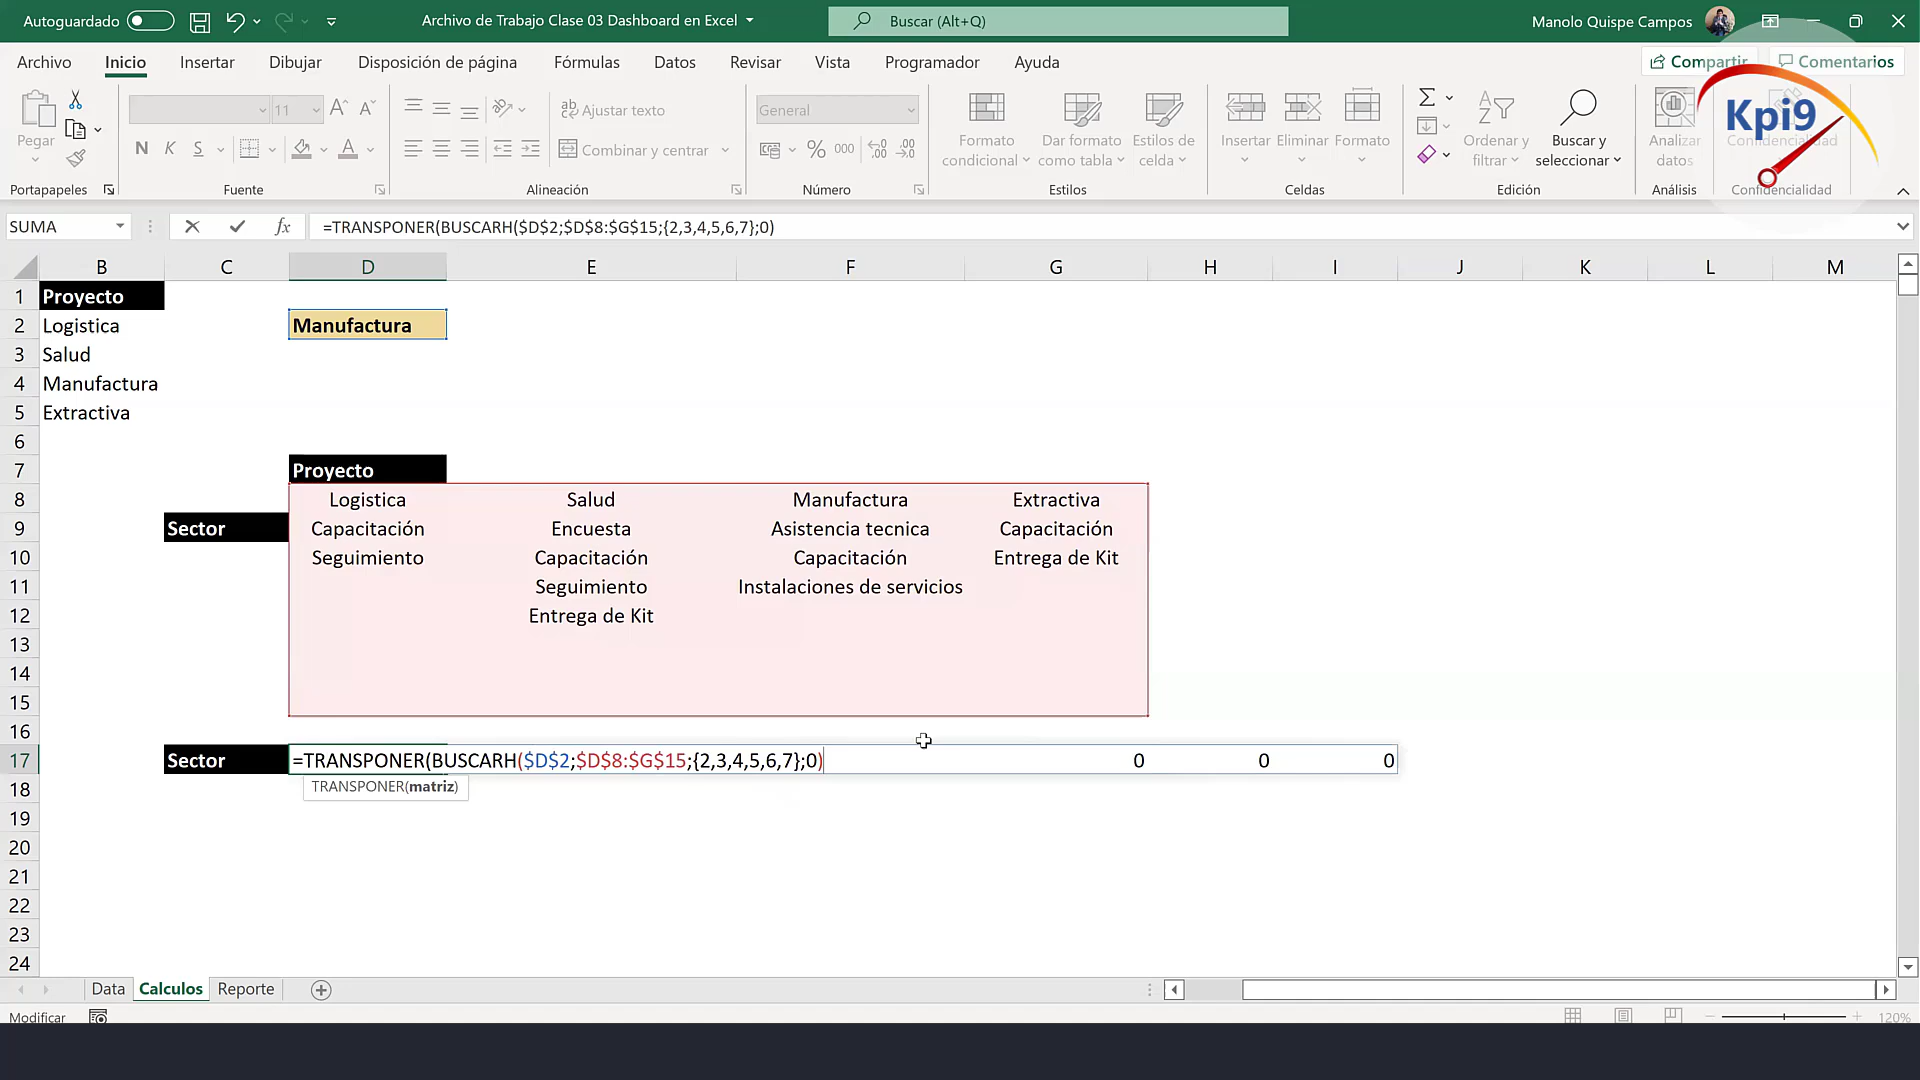 Autoguardado
Archivo de Trabajo Clase 03 Dashboard en Excel
Buscar (Alt+Q)
Manolo Quispe Campos
Archivo
Inicio
Insertar
Dibujar
Disposición de página
Fórmulas
Datos
Revisar
Vista
Programador
Ayuda
Compartir
Comentarios
Pegar
11
N K S
Ajustar texto
Combinar y centrar
General
% 000
Formato condicional
Dar formato como tabla
Estilos de celda
Insertar
Eliminar
Formato
Ordenar y filtrar
Buscar y seleccionar
Analizar datos
Confidencialidad
Kpi9
Portapapeles
Fuente
Alineación
Número
Estilos
Celdas
Edición
Análisis
Confidencialidad
SUMA
fx
=TRANSPONER(BUSCARH($D$2;$D$8:$G$15;{2,3,4,5,6,7};0)
B C D E F G H I J K L M
1 Proyecto
2 Logistica Manufactura
3 Salud
4 Manufactura
5 Extractiva
6
7 Proyecto
8 Logistica Salud Manufactura Extractiva
9 Sector Capacitación Encuesta Asistencia tecnica Capacitación
10 Seguimiento Capacitación Capacitación Entrega de Kit
11 Seguimiento Instalaciones de servicios
12 Entrega de Kit
13
14
15
16
17 Sector =TRANSPONER(BUSCARH($D$2;$D$8:$G$15;{2,3,4,5,6,7};0) 0 0 0
18 TRANSPONER(matriz)
19
20
21
22
23
24
Data
Calculos
Reporte
Modificar
120%